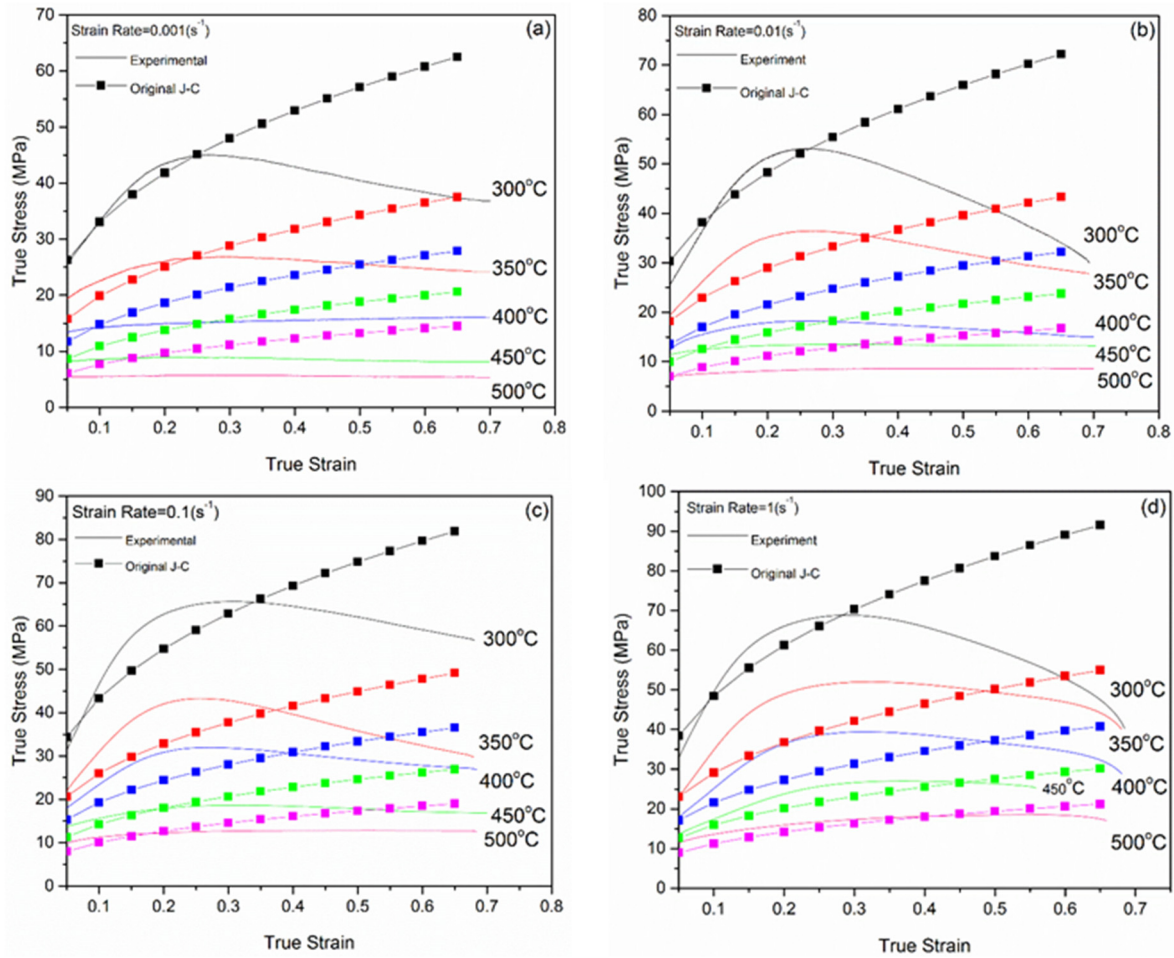 Strain Rate=0.001(s⁻¹)
(a)
Experimental
Original J-C
True Stress (MPa)
70
60
50
40
30
20
10
0
300°C
350°C
400°C
450°C
500°C
0.1 0.2 0.3 0.4 0.5 0.6 0.7 0.8
True Strain
Strain Rate=0.01(s⁻¹)
(b)
Experiment
Original J-C
True Stress (MPa)
80
70
60
50
40
30
20
10
0
300°C
350°C
400°C
450°C
500°C
0.1 0.2 0.3 0.4 0.5 0.6 0.7 0.8
True Strain
Strain Rate=0.1(s⁻¹)
(c)
Experimental
Original J-C
True Stress (MPa)
90
80
70
60
50
40
30
20
10
0
300°C
350°C
400°C
450°C
500°C
0.1 0.2 0.3 0.4 0.5 0.6 0.7 0.8
True Strain
Strain Rate=1(s⁻¹)
(d)
Experiment
Original J-C
True Stress (MPa)
100
90
80
70
60
50
40
30
20
10
0
300°C
350°C
400°C
450°C
500°C
0.1 0.2 0.3 0.4 0.5 0.6 0.7
True Strain